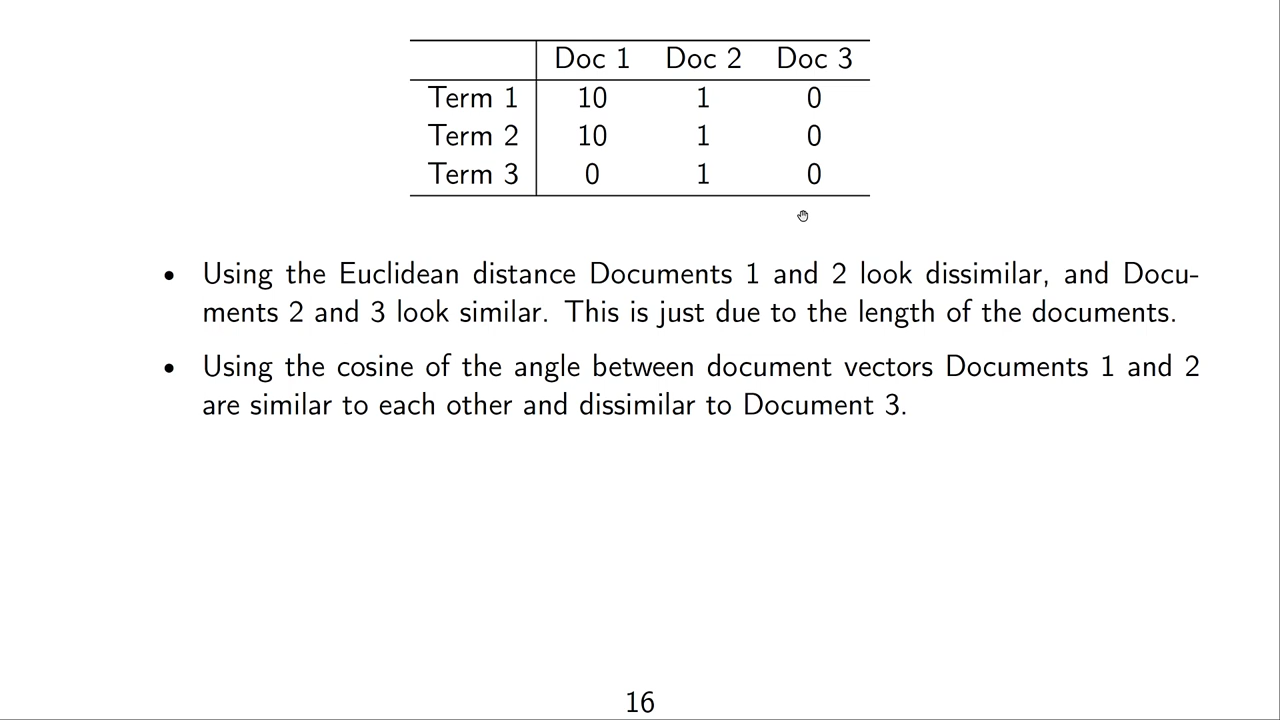 Doc 1 Doc 2 Doc 3
Term 1 10 1 0
Term 2 10 1 0
Term 3 0 1 0
• Using the Euclidean distance Documents 1 and 2 look dissimilar, and Docu-
ments 2 and 3 look similar. This is just due to the length of the documents.
• Using the cosine of the angle between document vectors Documents 1 and 2
are similar to each other and dissimilar to Document 3.
16